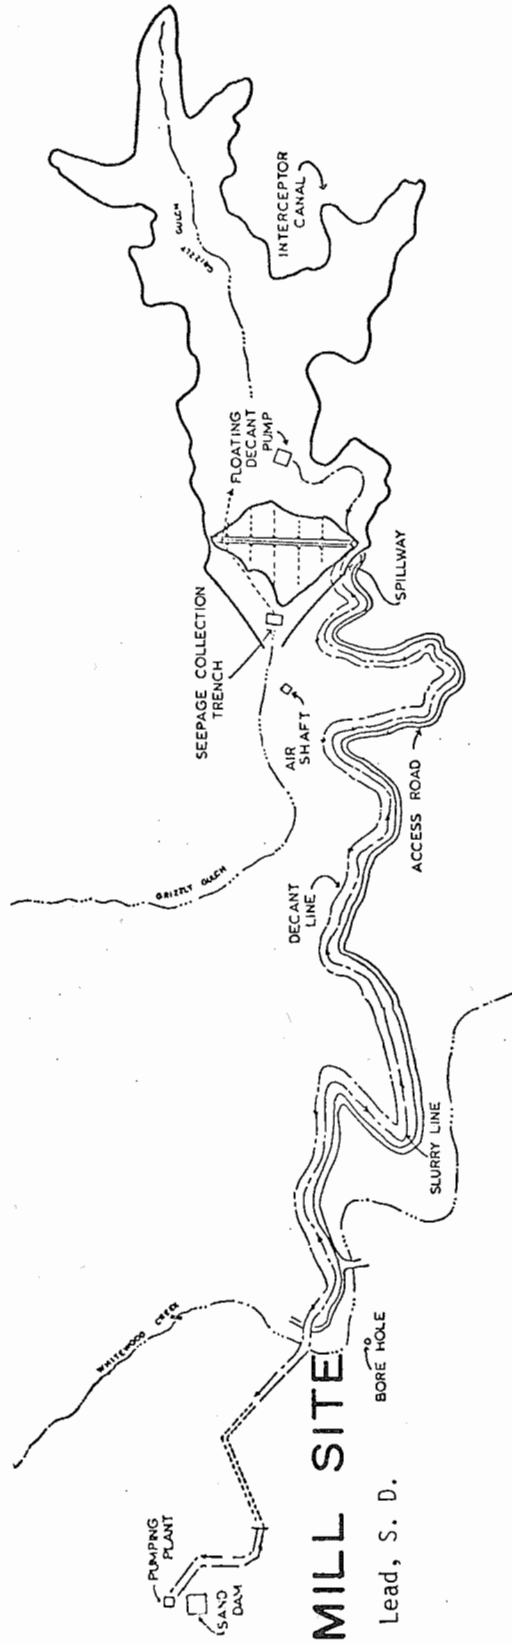 GRIZZLY
GULCH
INTERCEPTOR
CANAL
FLOATING
DECANT
PUMP
SPILLWAY
SEEPAGE COLLECTION
TRENCH
AIR
SHAFT
ACCESS ROAD
GRIZZLY GULCH
DECANT
LINE
SLURRY LINE
WHITEWOOD CREEK
BORE HOLE
PUMPING
PLANT
SAND
DAM
MILL SITE
Lead, S. D.